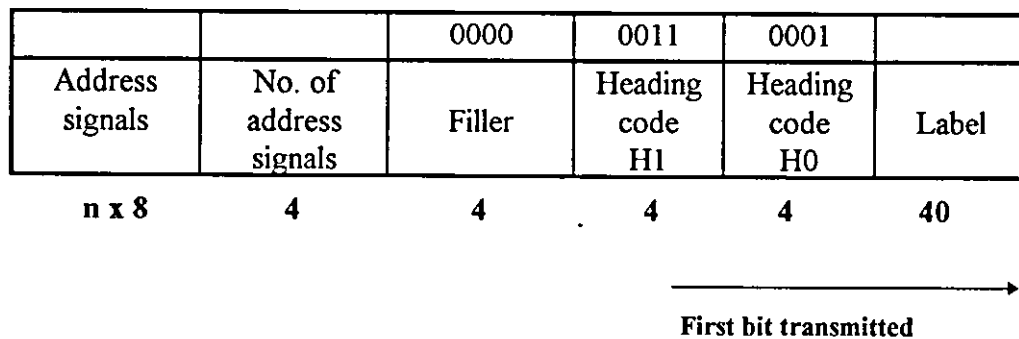 0000 0011 0001
Address signals No. of address signals Filler Heading code H1 Heading code H0 Label
n x 8 4 4 4 4 40
First bit transmitted